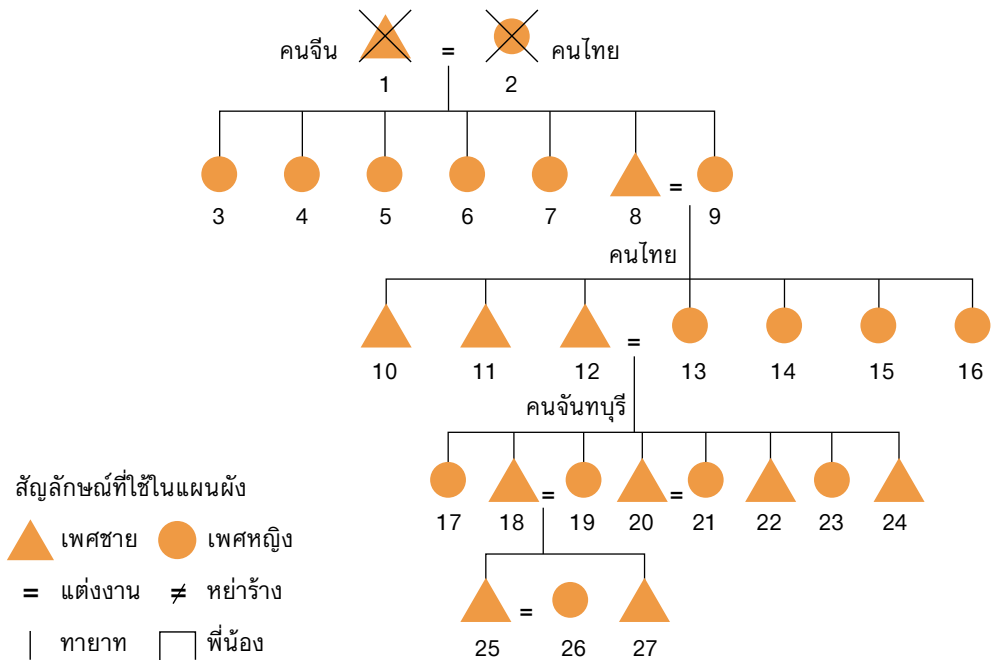 คนจีน = คนไทย
1 2
3 4 5 6 7 8 = 9
คนไทย
10 11 12 = 13 14 15 16
คนจันทบุรี
17 18 = 19 20 = 21 22 23 24
25 = 26 27
สัญลักษณ์ที่ใช้ในแผนผัง
เพศชาย เพศหญิง
= แต่งงาน ≠ หย่าร้าง
ทายาท พี่น้อง